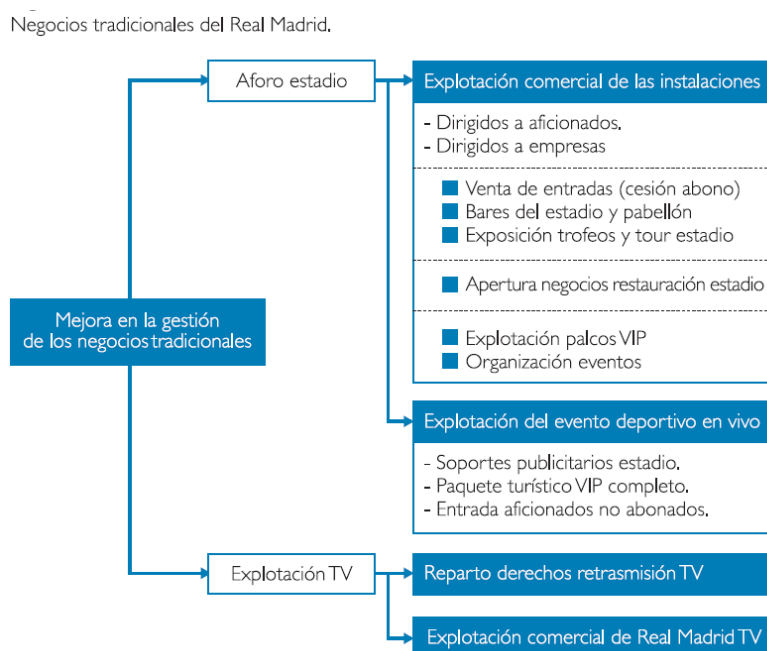 Negocios tradicionales del Real Madrid.
Aforo estadio
Explotación comercial de las instalaciones
- Dirigidos a aficionados.
- Dirigidos a empresas
Venta de entradas (cesión abono)
Bares del estadio y pabellón
Exposición trofeos y tour estadio
Apertura negocios restauración estadio
Explotación palcos VIP
Organización eventos
Mejora en la gestión
de los negocios tradicionales
Explotación del evento deportivo en vivo
- Soportes publicitarios estadio.
- Paquete turístico VIP completo.
- Entrada aficionados no abonados.
Explotación TV
Reparto derechos retrasmisión TV
Explotación comercial de Real Madrid TV